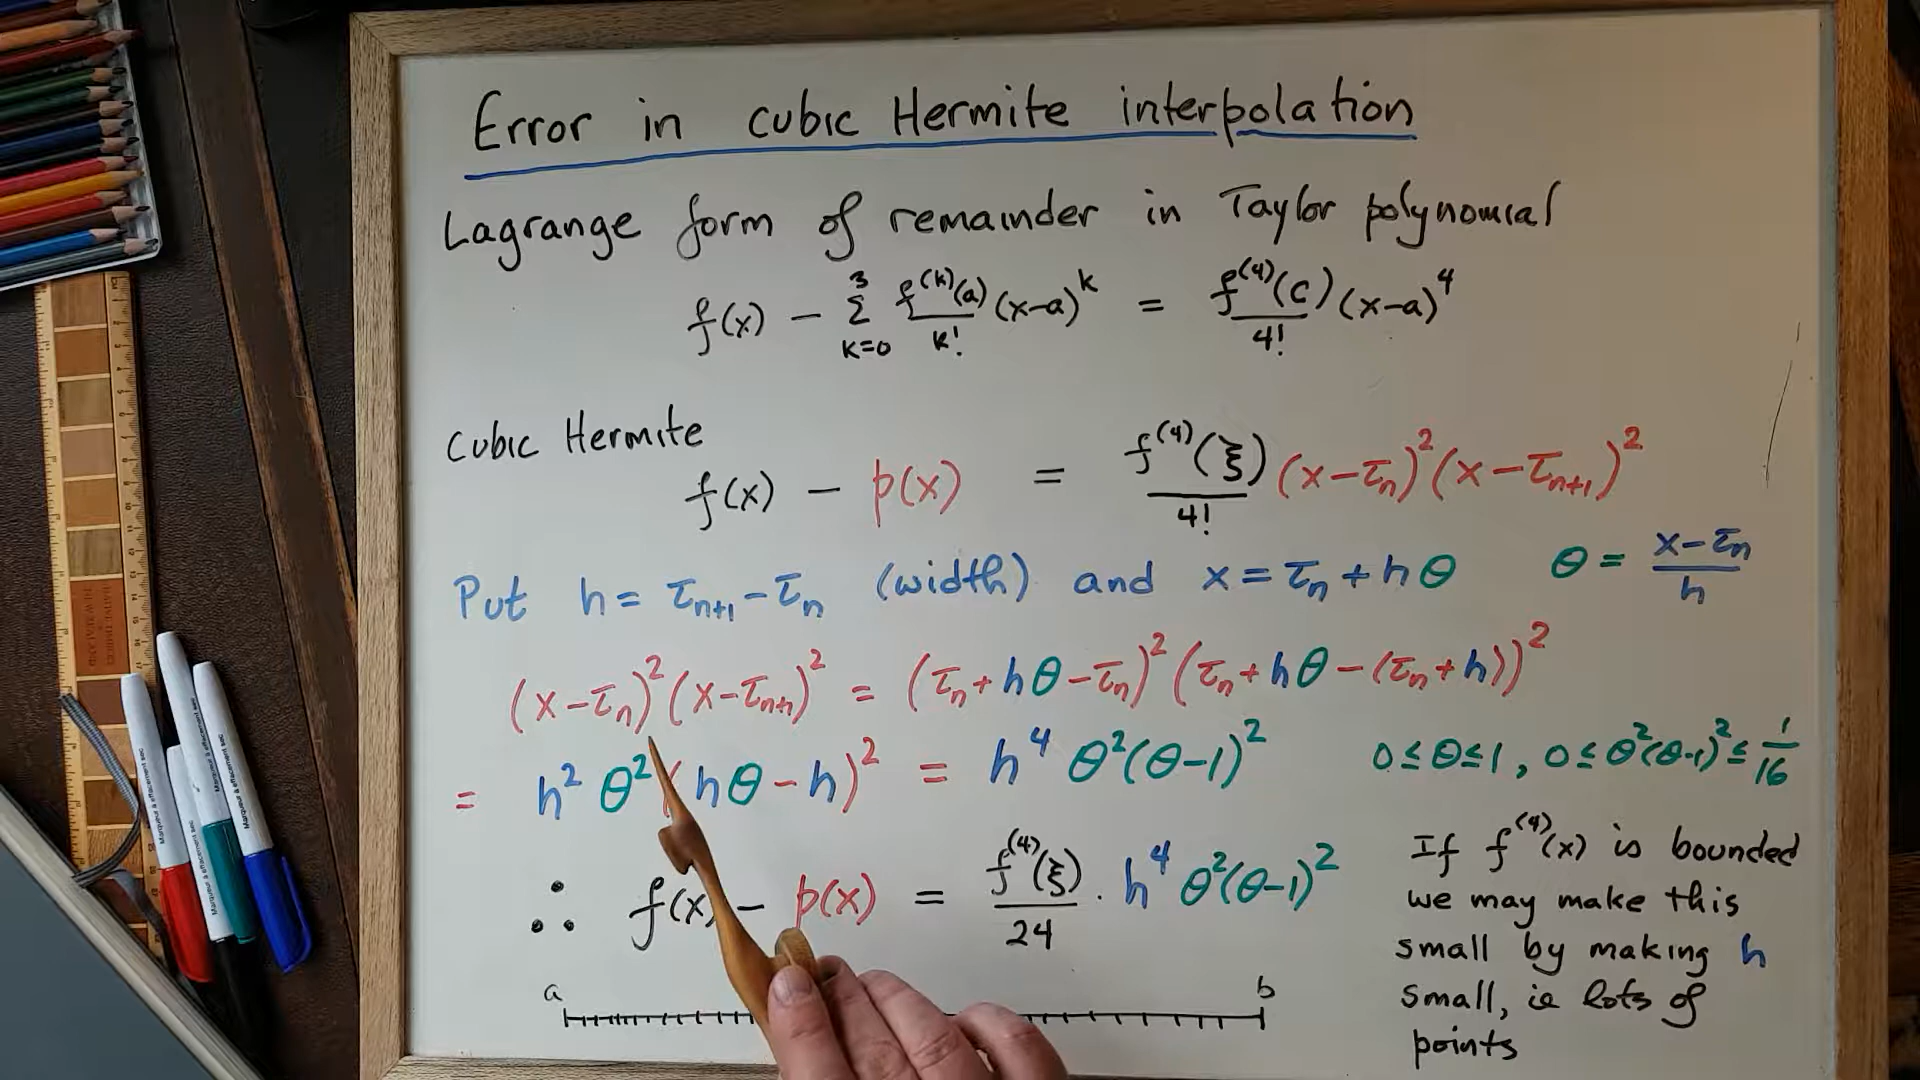 Error in cubic Hermite interpolation
Lagrange form of remainder in Taylor polynomial
f(x) − Σ_{k=0}^{3} f^{(k)}(a)/k! (x−a)^k = f^{(4)}(c)/4! (x−a)^4
Cubic Hermite
f(x) − p(x) = f^{(4)}(ξ)/4! (x−τ_n)^2 (x−τ_{n+1})^2
Put h = τ_{n+1} − τ_n (width) and x = τ_n + hθ θ = (x−τ_n)/h
(x−τ_n)^2 (x−τ_{n+1})^2 = (τ_n + hθ − τ_n)^2 (τ_n + hθ − (τ_n + h))^2
= h^2 θ^2 (hθ − h)^2 = h^4 θ^2(θ−1)^2 0≤θ≤1, 0≤θ^2(θ−1)^2≤1/16
∴ f(x) − p(x) = f^{(4)}(ξ)/24 · h^4 θ^2(θ−1)^2
If f^{(4)}(x) is bounded
we may make this
small by making h
small, ie lots of
points
a b